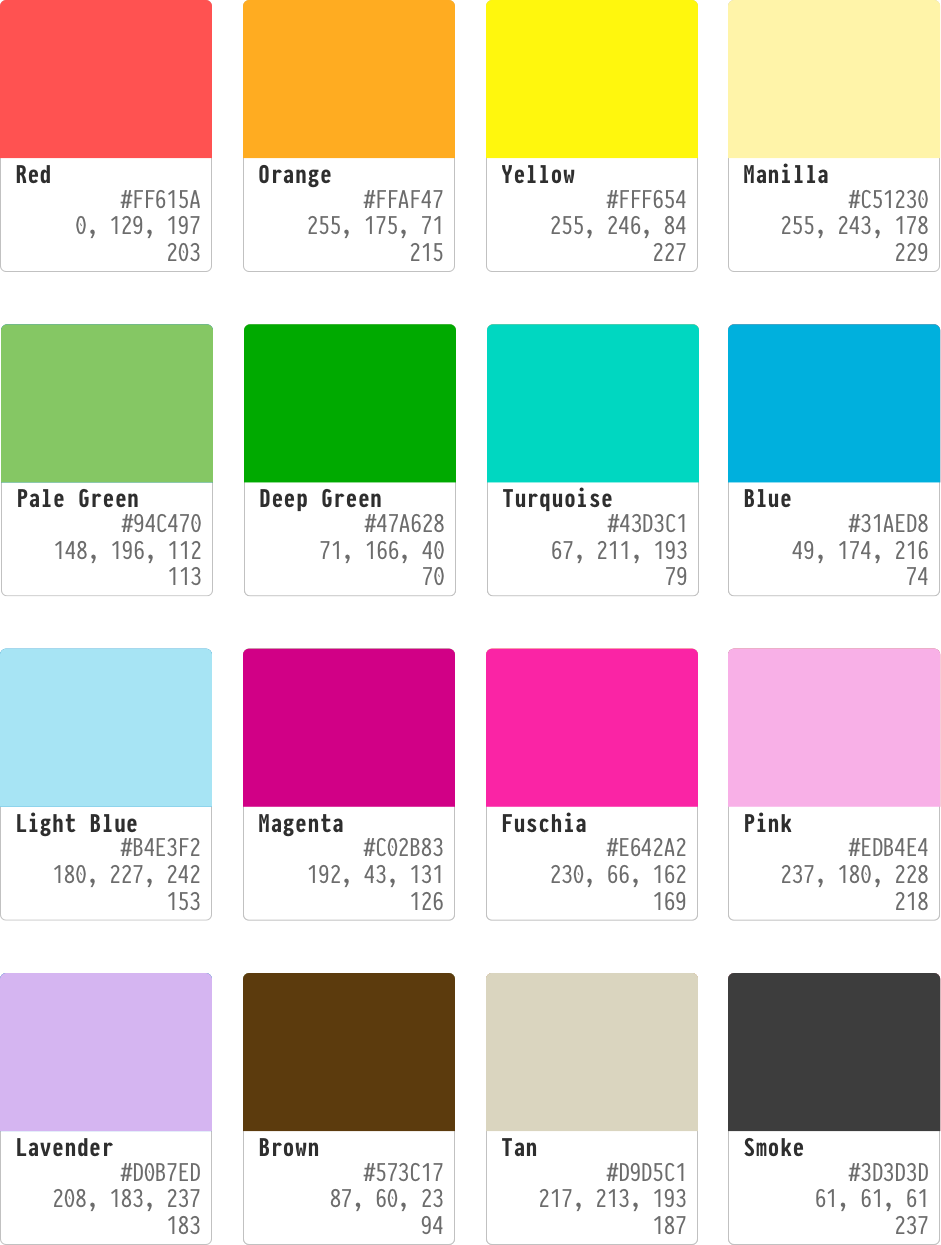 Red
#FF615A
0, 129, 197
203
Orange
#FFAF47
255, 175, 71
215
Yellow
#FFF654
255, 246, 84
227
Manilla
#C51230
255, 243, 178
229
Pale Green
#94C470
148, 196, 112
113
Deep Green
#47A628
71, 166, 40
70
Turquoise
#43D3C1
67, 211, 193
79
Blue
#31AED8
49, 174, 216
74
Light Blue
#B4E3F2
180, 227, 242
153
Magenta
#C02B83
192, 43, 131
126
Fuschia
#E642A2
230, 66, 162
169
Pink
#EDB4E4
237, 180, 228
218
Lavender
#D0B7ED
208, 183, 237
183
Brown
#573C17
87, 60, 23
94
Tan
#D9D5C1
217, 213, 193
187
Smoke
#3D3D3D
61, 61, 61
237